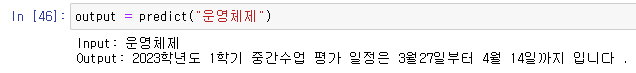 In [46]: output = predict("운영체제")
Input: 운영체제
Output: 2023학년도 1학기 중간수업 평가 일정은 3월27일부터 4월 14일까지 입니다 .